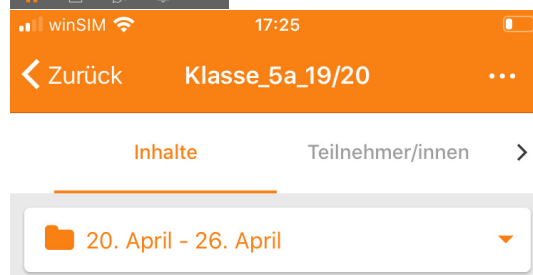 winSIM 17:25
Zurück Klasse_5a_19/20
Inhalte Teilnehmer/innen
20. April - 26. April